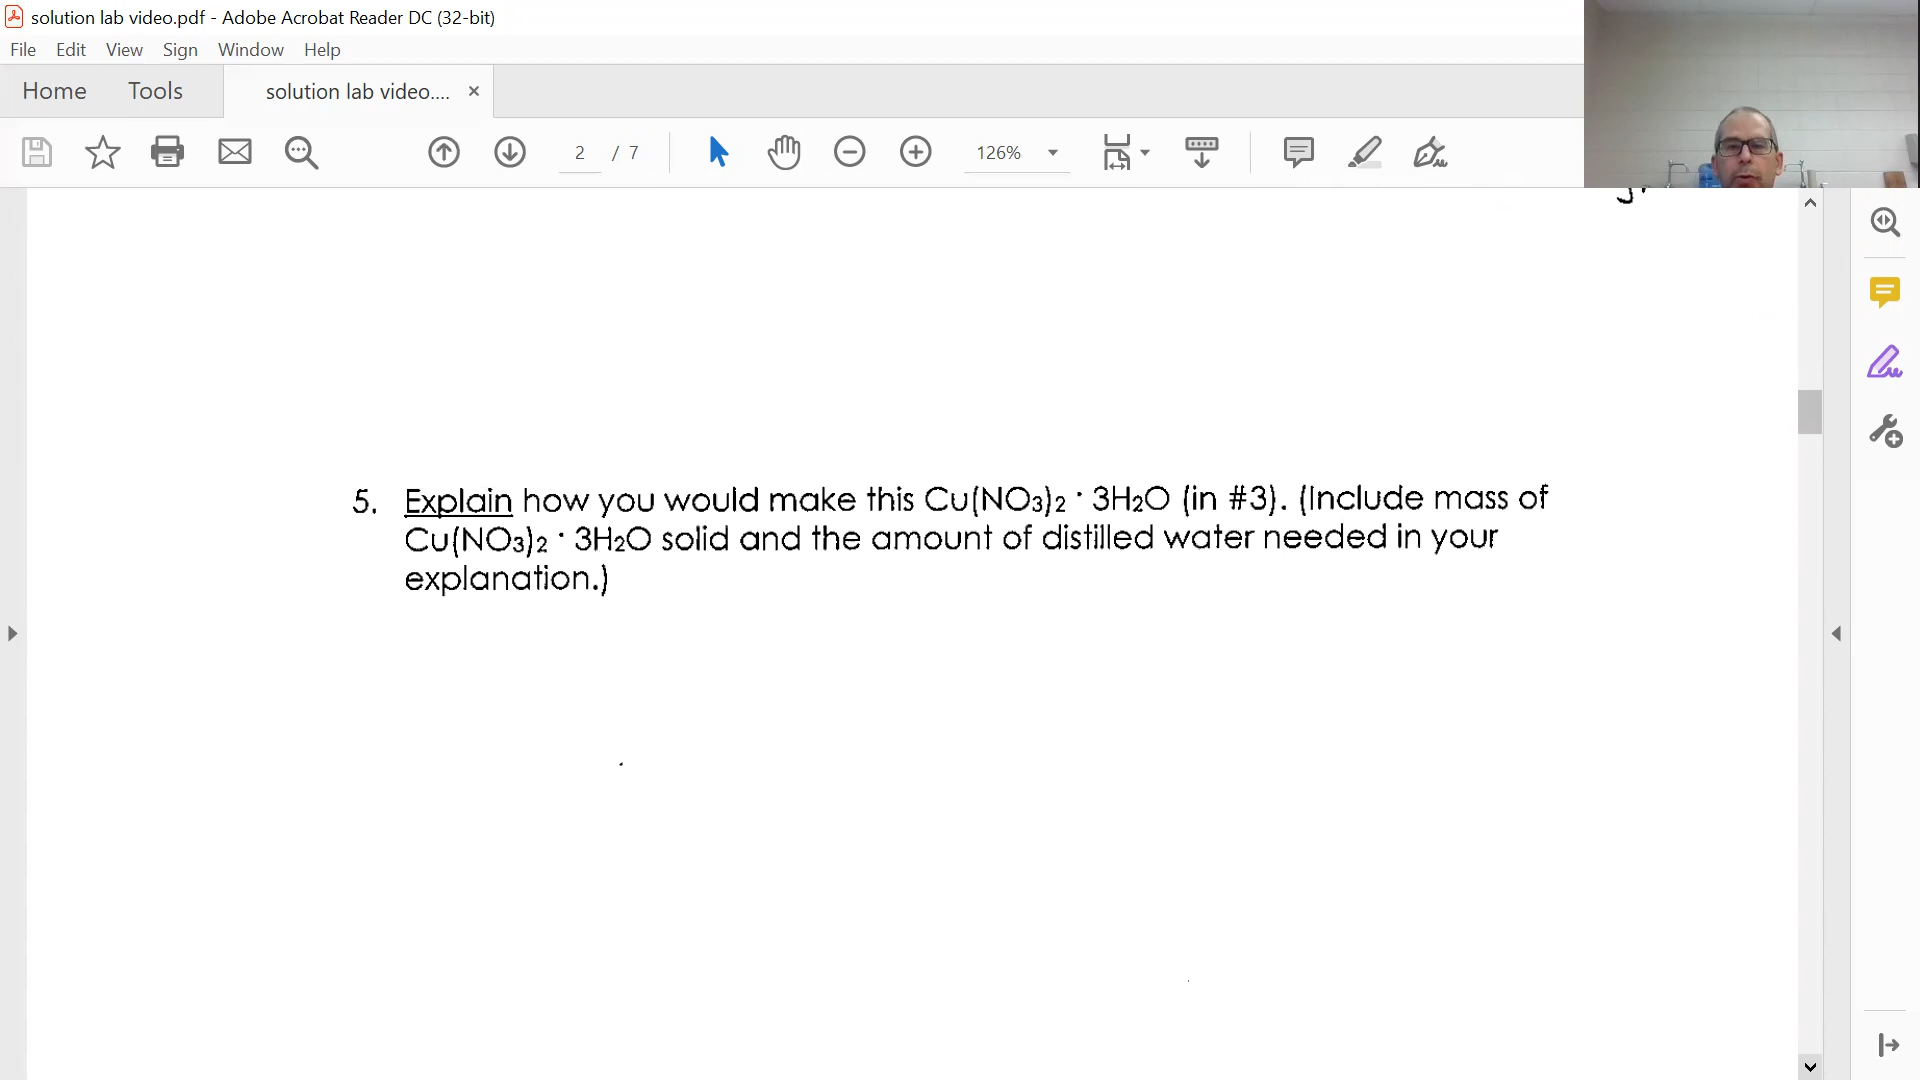 solution lab video.pdf - Adobe Acrobat Reader DC (32-bit)
File Edit View Sign Window Help
Home Tools solution lab video.... ×
2 / 7 126%
5. Explain how you would make this Cu(NO3)2 · 3H2O (in #3). (Include mass of
Cu(NO3)2 · 3H2O solid and the amount of distilled water needed in your
explanation.)